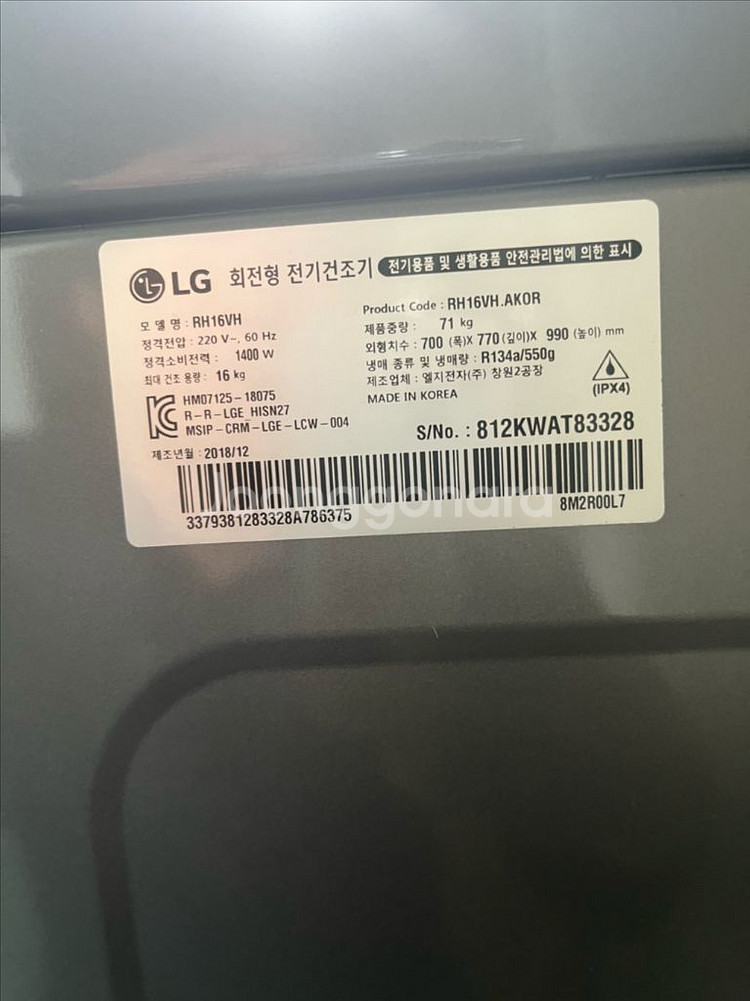 LG 회전형 전기건조기 전기용품 및 생활용품 안전관리법에 의한 표시
모 델 명 : RH16VH
정격전압 : 220 V~, 60 Hz
정격소비전력 : 1400 W
최대 건조 용량 : 16 kg
HM07125-18075
R-R-LGE_HISN27
MSIP-CRM-LGE-LCW-004
제조년월 : 2018/12
Product Code : RH16VH.AKOR
제품중량 : 71 kg
외형치수 : 700 (폭)X 770(깊이)X 990 (높이) mm
냉매 종류 및 냉매량 : R134a/550g
제조업체 : 엘지전자(주) 창원2공장
MADE IN KOREA
(IPX4)
S/No. : 812KWAT83328
Joonggonara
3379381283328A786375
8M2R00L7